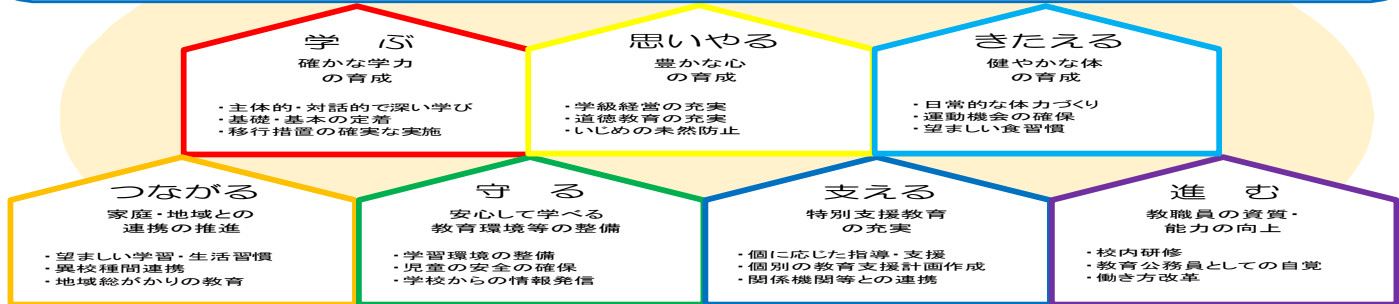 学 ぶ
確かな学力
の育成
・主体的・対話的で深い学び
・基礎・基本の定着
・移行措置の確実な実施
思いやる
豊かな心
の育成
・学級経営の充実
・道徳教育の充実
・いじめの未然防止
きたえる
健やかな体
の育成
・日常的な体力づくり
・運動機会の確保
・望ましい食習慣
つながる
家庭・地域との
連携の推進
・望ましい学習・生活習慣
・異校種間連携
・地域総がかりの教育
守 る
安心して学べる
教育環境等の整備
・学習環境の整備
・児童の安全の確保
・学校からの情報発信
支える
特別支援教育
の充実
・個に応じた指導・支援
・個別の教育支援計画作成
・関係機関等との連携
進 む
教職員の資質・
能力の向上
・校内研修
・教育公務員としての自覚
・働き方改革